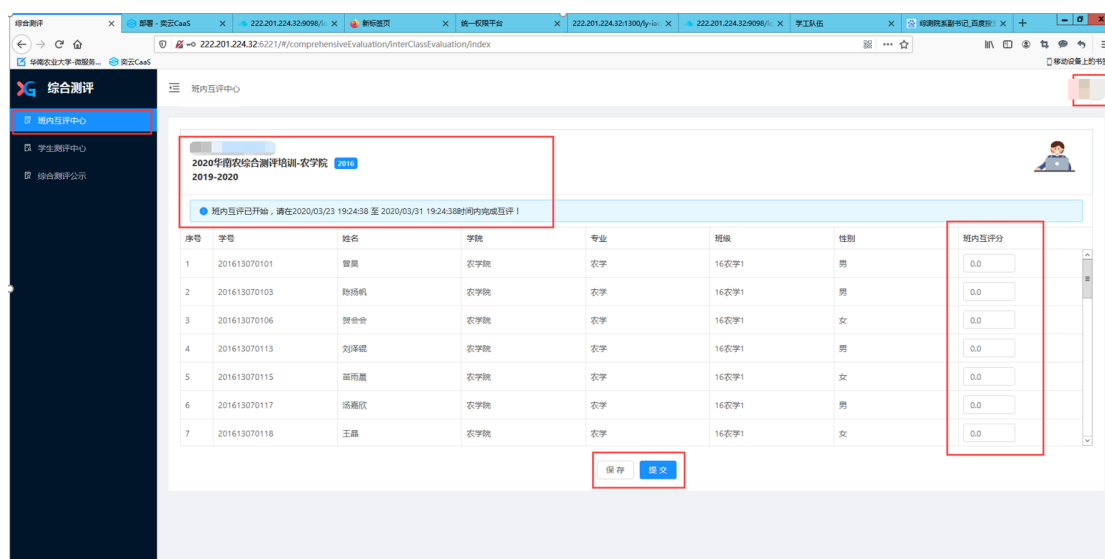 综合测评
部署 - 奕云CaaS
222.201.224.32:9098/
新标签页
统一权限平台
222.201.224.32:1300/ly-iac
222.201.224.32:9098/
学工队伍
综测院系副书记_百度
222.201.224.32:6221/#/comprehensiveEvaluation/InterClassEvaluation/index
华南农业大学-微服务...
奕云CaaS
移动设备上的书签
XG 综合测评
班内互评中心
班内互评中心
学生测评中心
综合测评公示
2020华南农综合测评培训-农学院 2016
2019-2020
班内互评已开始，请在2020/03/23 19:24:38 至 2020/03/31 19:24:38时间内完成互评！
序号 学号 姓名 学院 专业 班级 性别 班内互评分
1 201613070101 曾昊 农学院 农学 16农学1 男 0.0
2 201613070103 陈扬帆 农学院 农学 16农学1 男 0.0
3 201613070106 贺会会 农学院 农学 16农学1 女 0.0
4 201613070113 刘泽锟 农学院 农学 16农学1 男 0.0
5 201613070115 苗雨晨 农学院 农学 16农学1 女 0.0
6 201613070117 汤嘉欣 农学院 农学 16农学1 男 0.0
7 201613070118 王晶 农学院 农学 16农学1 女 0.0
保 存 提 交